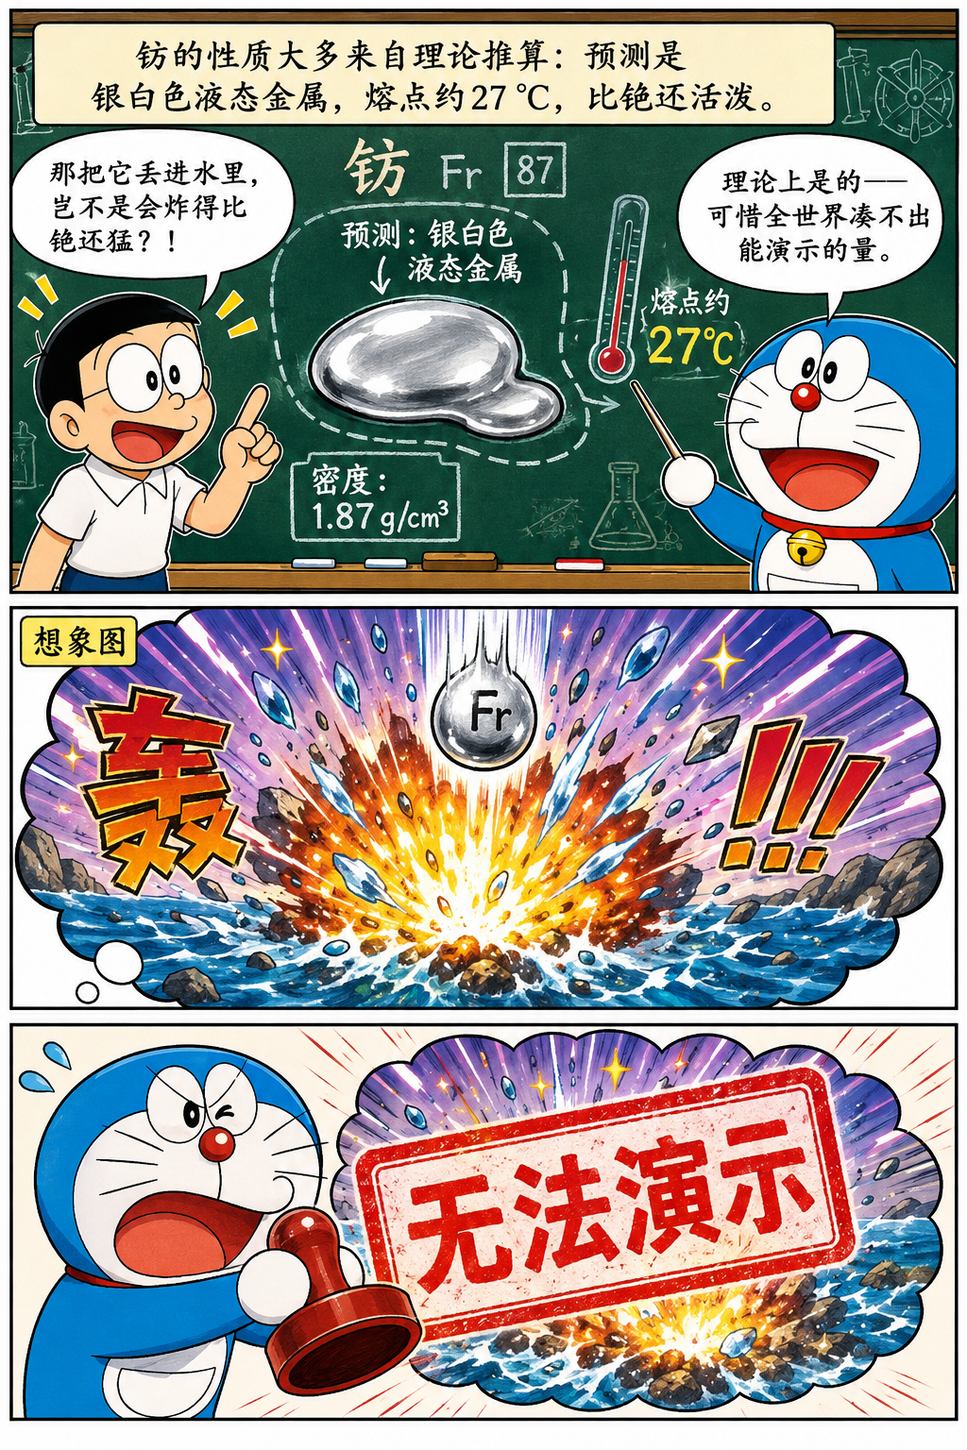 钫的性质大多来自理论推算：预测是
银白色液态金属，熔点约27 ℃，比铯还活泼。
那把它丢进水里，
岂不是会炸得比
铯还猛？！
钫 Fr 87
理论上是的——
可惜全世界凑不出
能演示的量。
预测：银白色
液态金属
熔点约
27℃
密度：
1.87 g/cm³
想象图
Fr
轰
!!!
无法演示